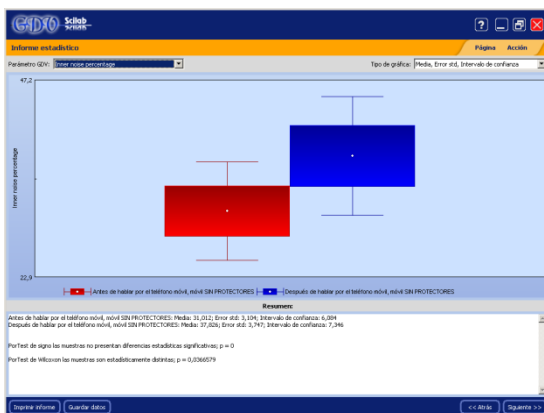 GDV Scilab
Informe estadístico
Página Acción
Parámetro GDV: Inner noise percentage
Tipo de gráfica: Media, Error std, Intervalo de confianza
47,2
Inner noise percentage
22,9
Antes de hablar por el teléfono móvil, móvil SIN PROTECTORES Después de hablar por el teléfono móvil, móvil SIN PROTECTORES
Resumen:
Antes de hablar por el teléfono móvil, móvil SIN PROTECTORES: Media: 31,012; Error std: 3,104; Intervalo de confianza: 6,084
Después de hablar por el teléfono móvil, móvil SIN PROTECTORES: Media: 37,826; Error std: 3,747; Intervalo de confianza: 7,346
PorTest de signo las muestras no presentan diferencias estadísticas significativas; p = 0
PorTest de Wilcoxon las muestras son estadísticamente distintas; p = 0,0366579
Imprimir informe Guardar datos << Atrás Siguiente >>